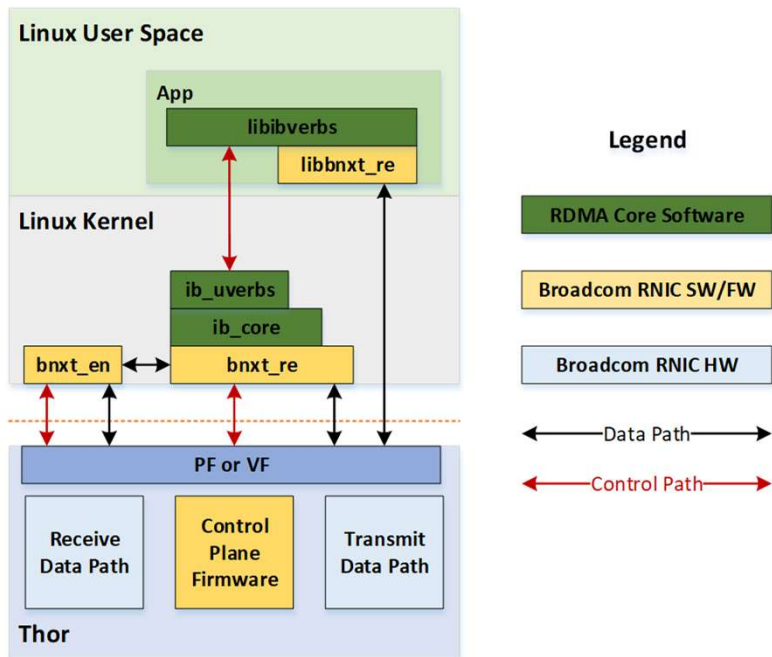 Linux User Space
App
libibverbs
libbnxt_re
Linux Kernel
ib_uverbs
ib_core
bnxt_en
bnxt_re
PF or VF
Receive
Data Path
Control
Plane
Firmware
Transmit
Data Path
Thor
Legend
RDMA Core Software
Broadcom RNIC SW/FW
Broadcom RNIC HW
Data Path
Control Path